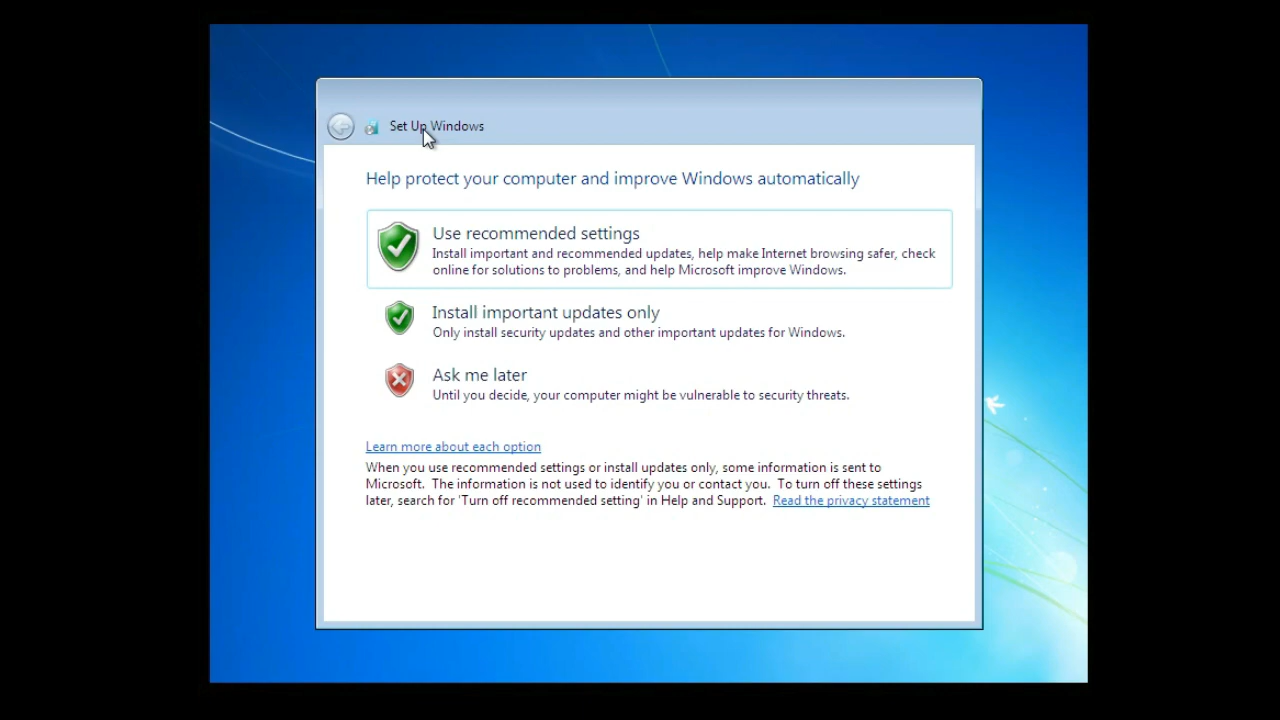 Set Up Windows
Help protect your computer and improve Windows automatically
Use recommended settings
Install important and recommended updates, help make Internet browsing safer, check
online for solutions to problems, and help Microsoft improve Windows.
Install important updates only
Only install security updates and other important updates for Windows.
Ask me later
Until you decide, your computer might be vulnerable to security threats.
Learn more about each option
When you use recommended settings or install updates only, some information is sent to
Microsoft. The information is not used to identify you or contact you. To turn off these settings
later, search for 'Turn off recommended setting' in Help and Support. Read the privacy statement